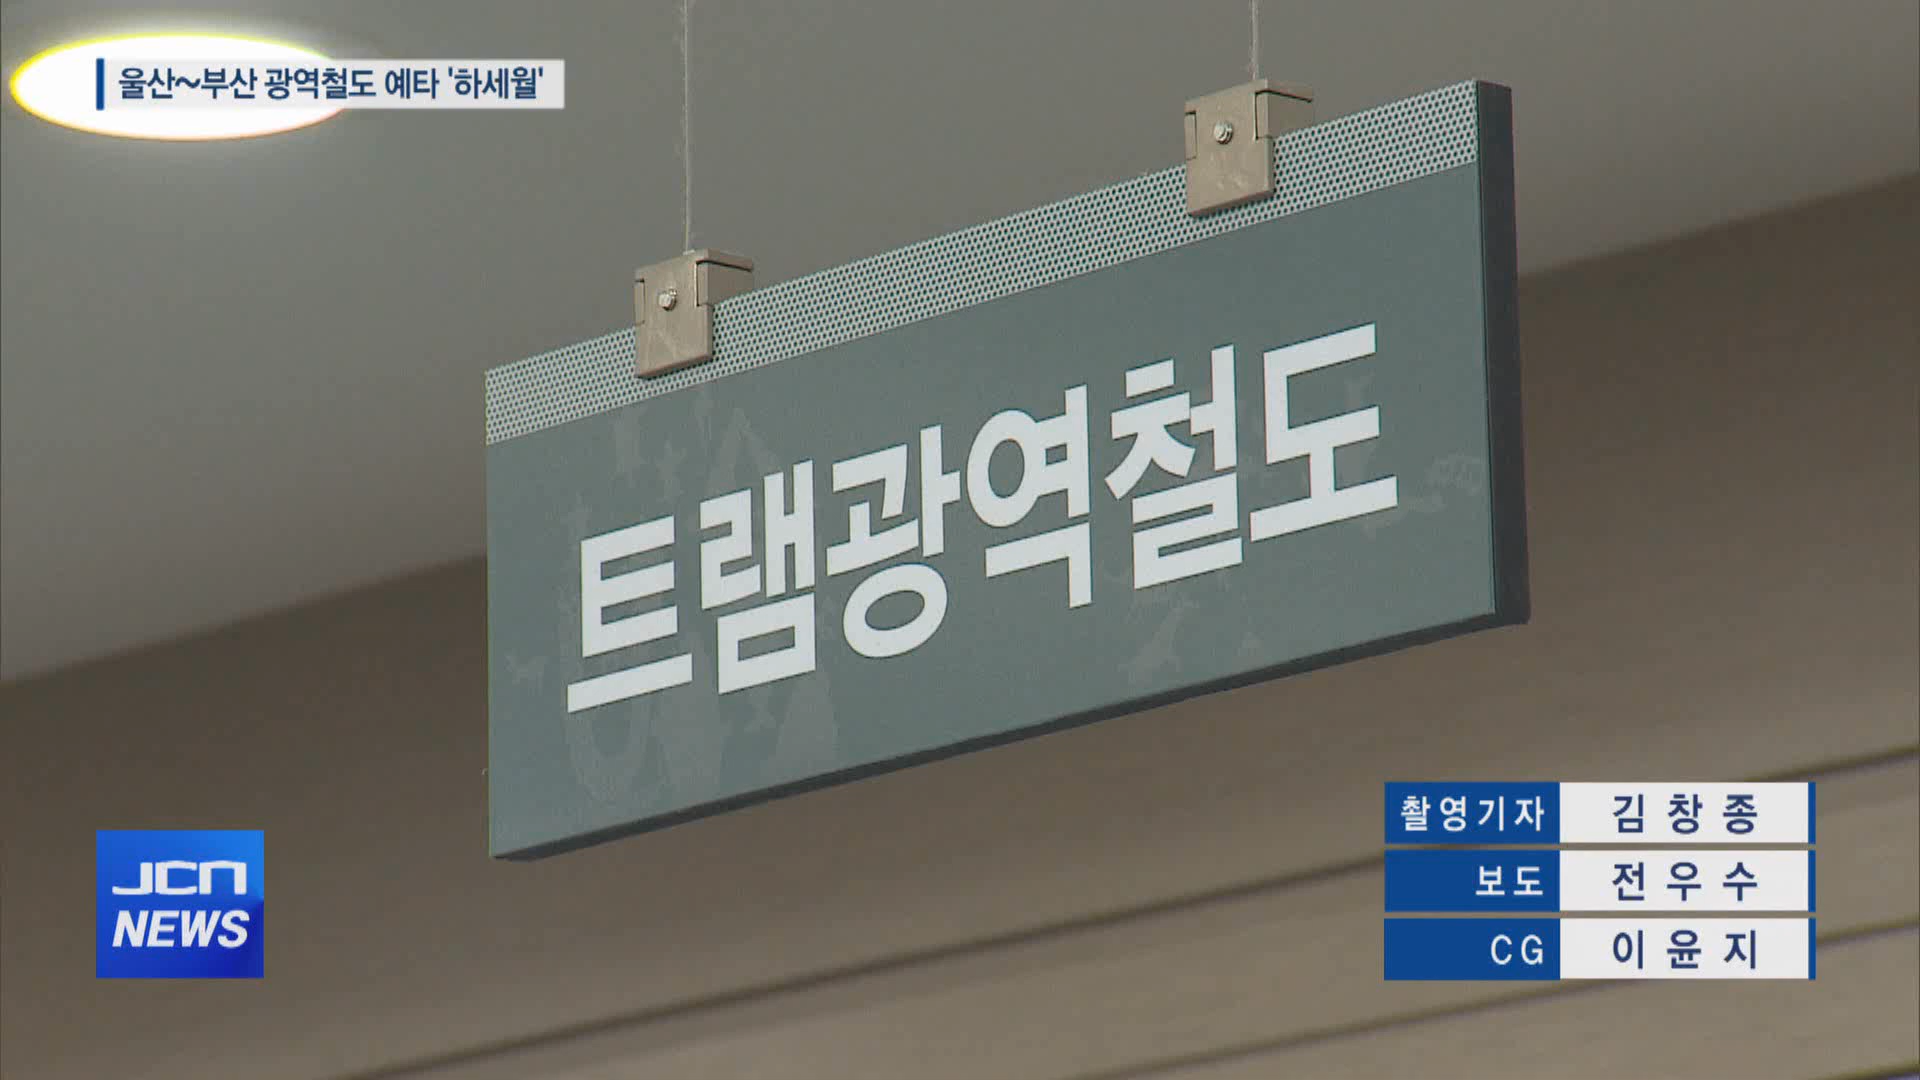 울산~부산 광역철도 예타 '하세월'
트램광역철도
촬영기자 김창종
보도 전우수
CG 이윤지
JCN
NEWS